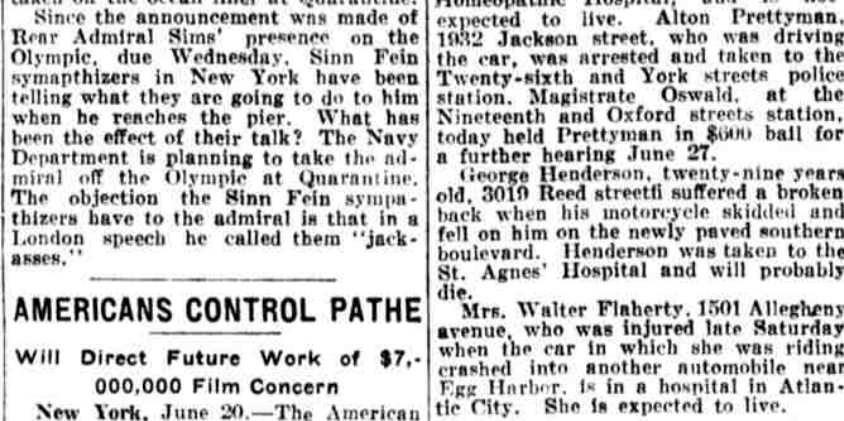 Since the announcement was made of
Rear Admiral Sims' presence on the
Olympic, due Wednesday, Sinn Fein
symapthizers in New York have been
telling what they are going to do to him
when he reaches the pier. What has
been the effect of their talk? The Navy
Department is planning to take the ad-
miral off the Olympic at Quarantine.
The objection the Sinn Fein sympa-
thizers have to the admiral is that in a
London speech he called them "jack-
asses."
AMERICANS CONTROL PATHE
Will Direct Future Work of $7,-
000,000 Film Concern
New York, June 20.—The American
expected to live. Alton Prettyman,
1932 Jackson street, who was driving
the car, was arrested and taken to the
Twenty-sixth and York streets police
station. Magistrate Oswald, at the
Nineteenth and Oxford streets station,
today held Prettyman in $600 bail for
a further hearing June 27.
George Henderson, twenty-nine years
old, 3019 Reed streetfi suffered a broken
back when his motorcycle skidded and
fell on him on the newly paved southern
boulevard. Henderson was taken to the
St. Agnes' Hospital and will probably
die.
Mrs. Walter Flaherty, 1501 Allegheny
avenue, who was injured late Saturday
when the car in which she was riding
crashed into another automobile near
Egg Harbor, is in a hospital in Atlan-
tic City. She is expected to live.